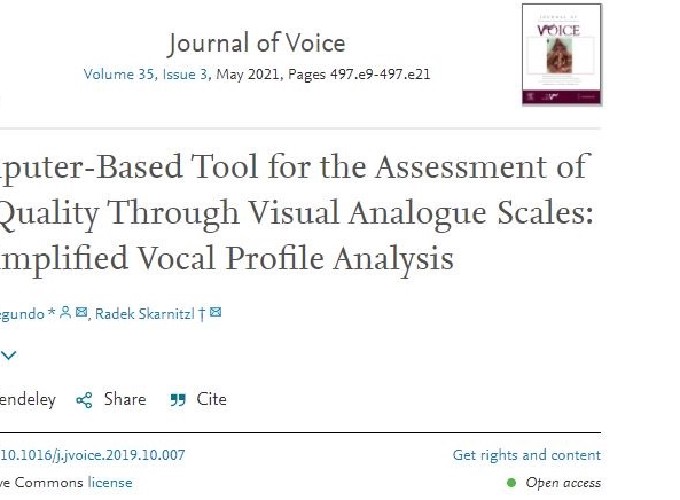 Journal of Voice
Volume 35, Issue 3, May 2021, Pages 497.e9-497.e21
VOICE
puter-Based Tool for the Assessment of
Quality Through Visual Analogue Scales:
mplified Vocal Profile Analysis
egundo * , Radek Skarnitzl †
endeley Share Cite
10.1016/j.jvoice.2019.10.007 Get rights and content
ve Commons license Open access